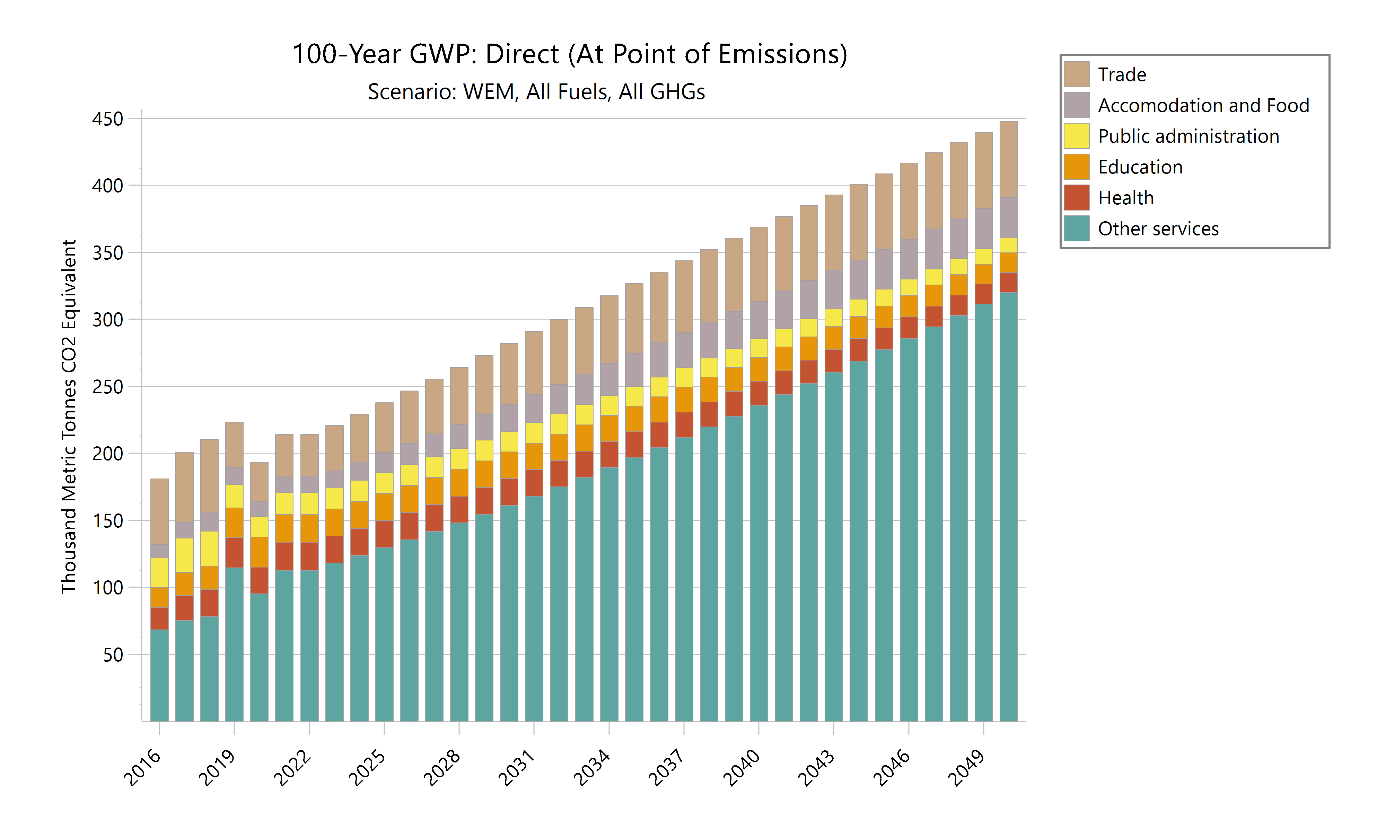 100-Year GWP: Direct (At Point of Emissions)
Scenario: WEM, All Fuels, All GHGs
Trade
Accomodation and Food
Public administration
Education
Health
Other services
Thousand Metric Tonnes CO2 Equivalent
450
400
350
300
250
200
150
100
50
2016
2019
2022
2025
2028
2031
2034
2037
2040
2043
2046
2049